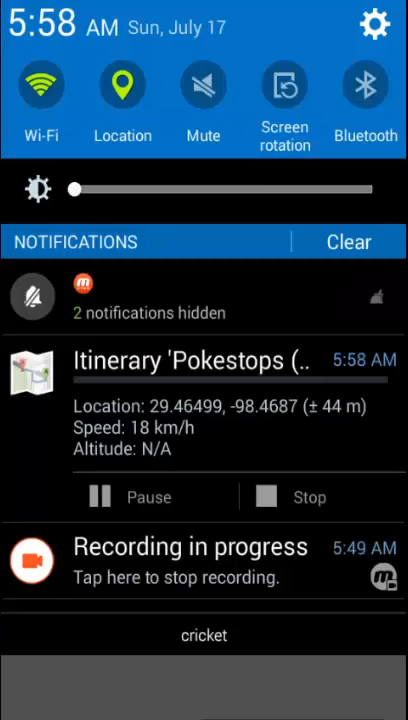 5:58 AM Sun, July 17
Wi-Fi Location Mute Screen rotation Bluetooth
NOTIFICATIONS Clear
m
2 notifications hidden
Itinerary 'Pokestops (.. 5:58 AM
Location: 29.46499, -98.4687 (± 44 m)
Speed: 18 km/h
Altitude: N/A
Pause Stop
Recording in progress 5:49 AM
Tap here to stop recording.
m
cricket